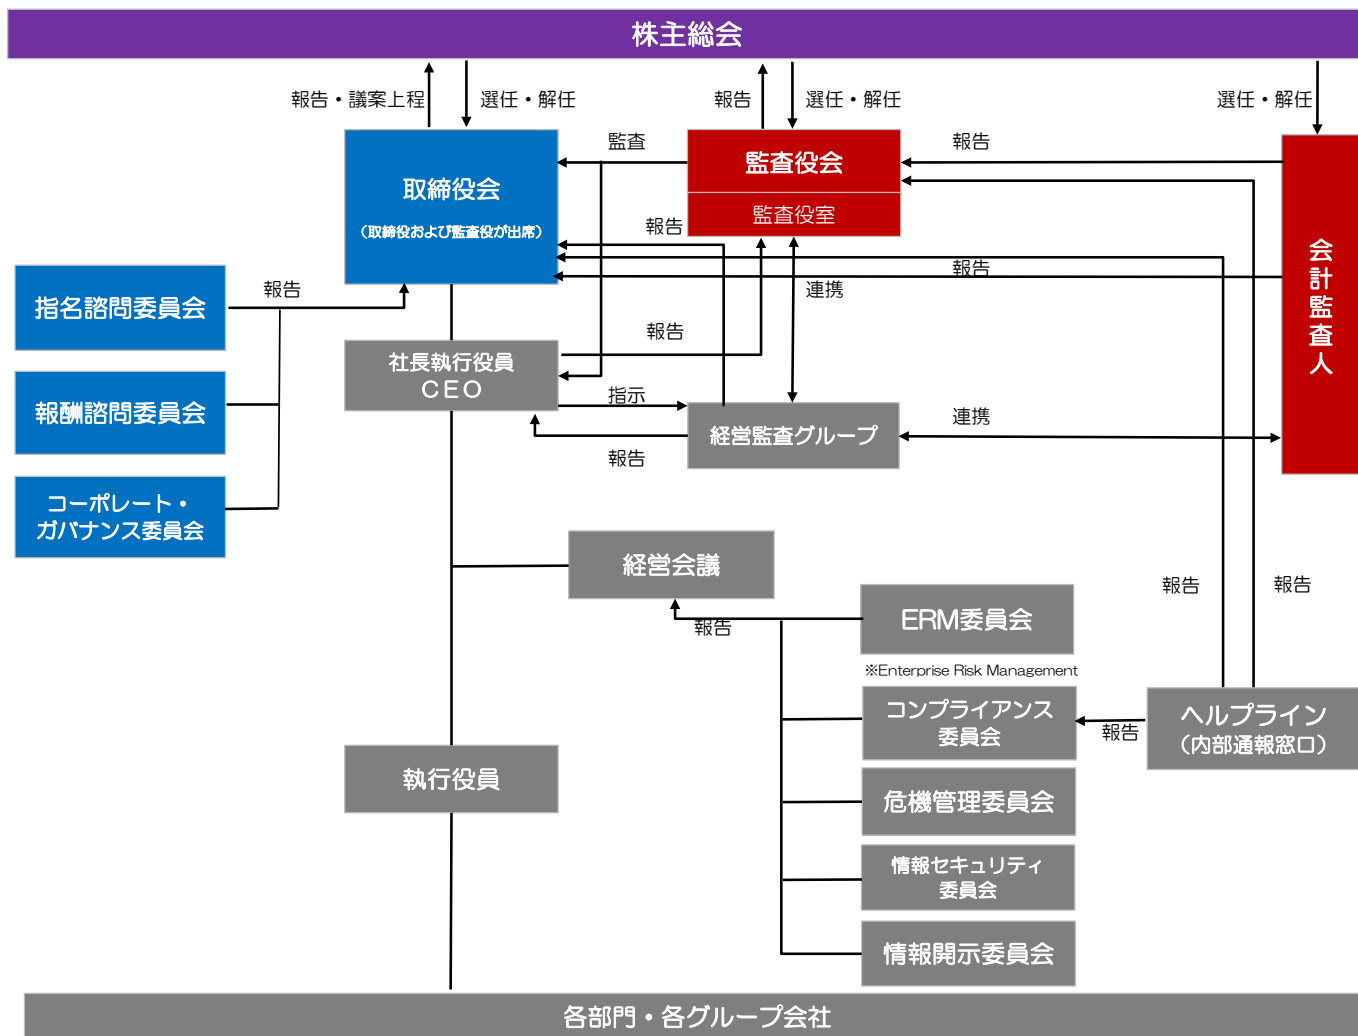 株主総会
報告・議案上程
選任・解任
報告
選任・解任
選任・解任
取締役会
（取締役および監査役が出席）
監査
監査役会
監査役室
報告
会計監査人
報告
報告
連携
指名諮問委員会
報告
報酬諮問委員会
コーポレート・
ガバナンス委員会
社長執行役員
ＣＥＯ
報告
指示
報告
経営監査グループ
連携
経営会議
報告
ERM委員会
※Enterprise Risk Management
報告
報告
コンプライアンス
委員会
報告
ヘルプライン
（内部通報窓口）
執行役員
危機管理委員会
情報セキュリティ
委員会
情報開示委員会
各部門・各グループ会社